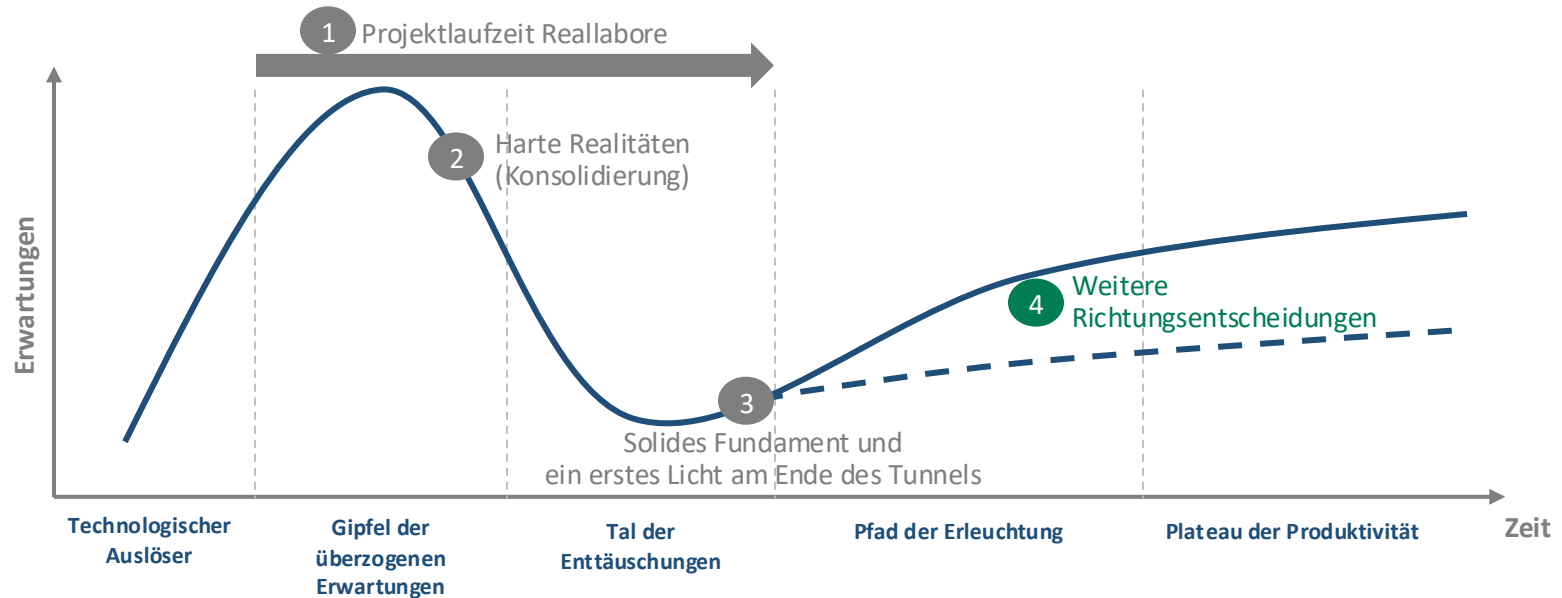 1 Projektlaufzeit Reallabore
2 Harte Realitäten
(Konsolidierung)
Erwartungen
4 Weitere
Richtungsentscheidungen
3
Solides Fundament und
ein erstes Licht am Ende des Tunnels
Technologischer
Auslöser
Gipfel der
überzogenen
Erwartungen
Tal der
Enttäuschungen
Pfad der Erleuchtung
Plateau der Produktivität
Zeit